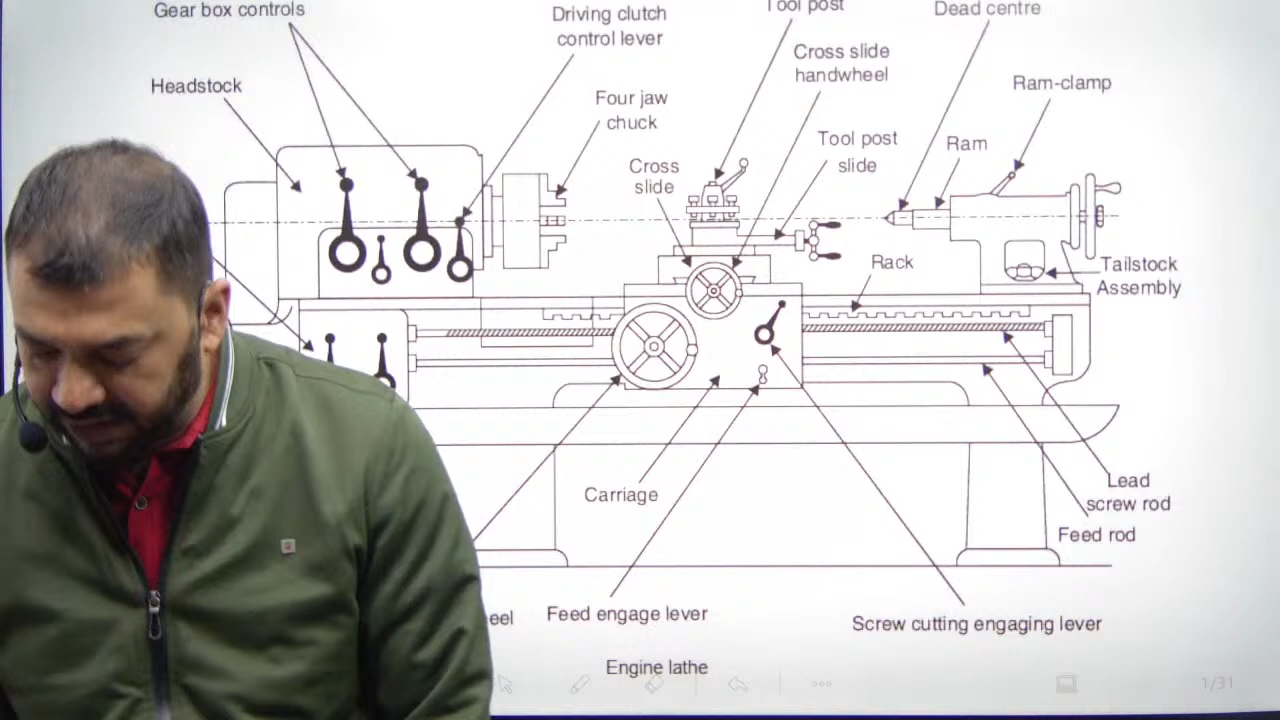 Gear box controls
Driving clutch
control lever
Tool post
Dead centre
Cross slide
handwheel
Headstock
Four jaw
chuck
Ram-clamp
Tool post
slide
Ram
Cross
slide
Rack
Tailstock
Assembly
Carriage
Lead
screw rod
Feed rod
eel
Feed engage lever
Screw cutting engaging lever
Engine lathe
1/31